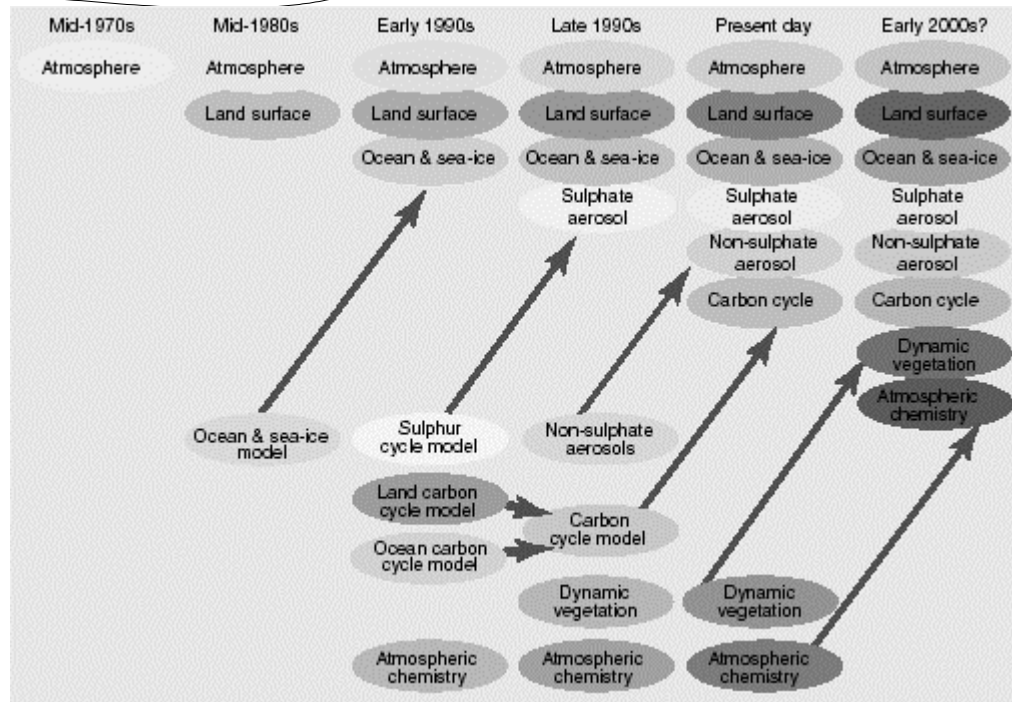 Mid-1970s Mid-1980s Early 1990s Late 1990s Present day Early 2000s?
Atmosphere Atmosphere Atmosphere Atmosphere Atmosphere Atmosphere
Land surface Land surface Land surface Land surface Land surface
Ocean & sea-ice Ocean & sea-ice Ocean & sea-ice Ocean & sea-ice
Sulphate
aerosol
Sulphate
aerosol
Sulphate
aerosol
Non-sulphate
aerosol
Non-sulphate
aerosol
Carbon cycle Carbon cycle
Dynamic
vegetation
Atmospheric
chemistry
Ocean & sea-ice
model
Sulphur
cycle model
Non-sulphate
aerosols
Land carbon
cycle model
Carbon
cycle model
Ocean carbon
cycle model
Dynamic
vegetation
Dynamic
vegetation
Atmospheric
chemistry
Atmospheric
chemistry
Atmospheric
chemistry